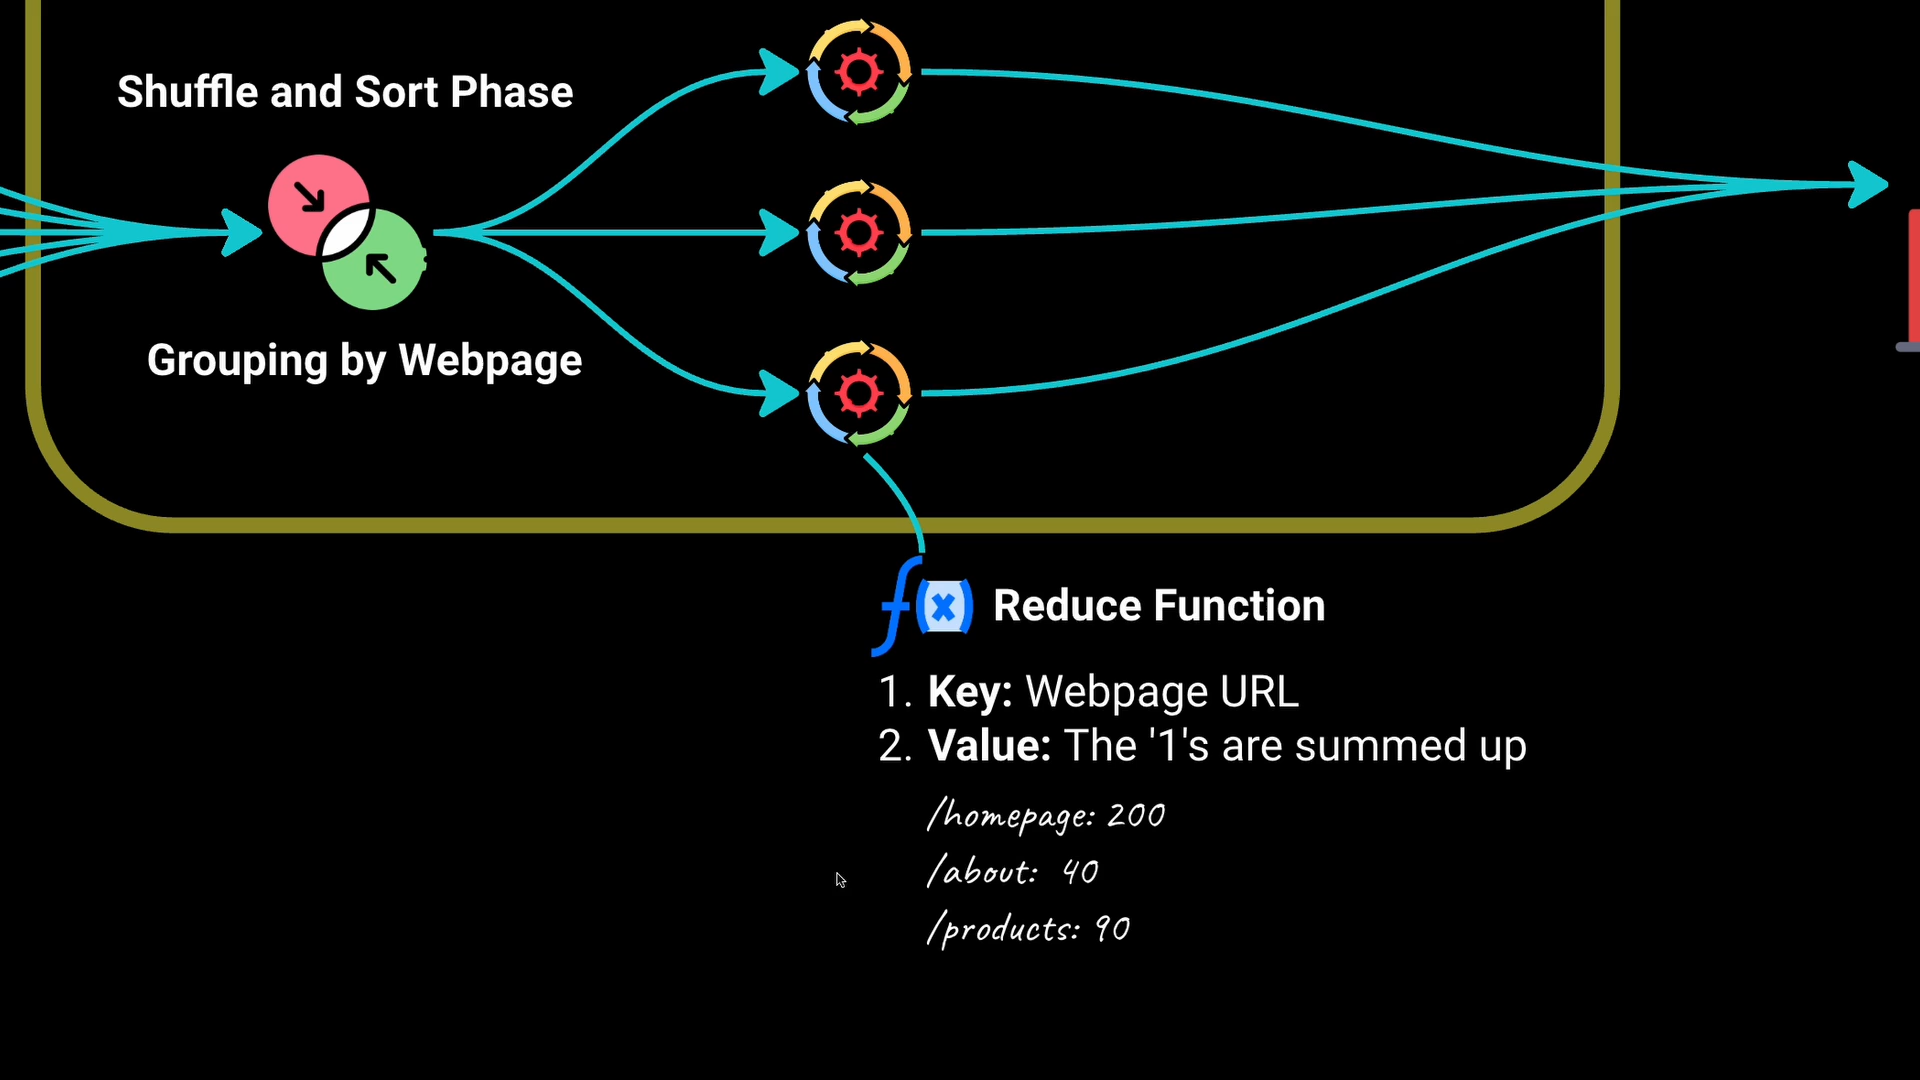 Shuffle and Sort Phase
Grouping by Webpage
f(x) Reduce Function
1. Key: Webpage URL
2. Value: The '1's are summed up
/homepage: 200
/about: 40
/products: 90